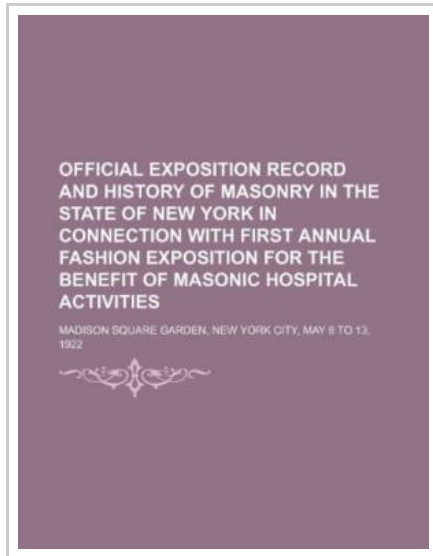 OFFICIAL EXPOSITION RECORD
AND HISTORY OF MASONRY IN THE
STATE OF NEW YORK IN
CONNECTION WITH FIRST ANNUAL
FASHION EXPOSITION FOR THE
BENEFIT OF MASONIC HOSPITAL
ACTIVITIES
MADISON SQUARE GARDEN, NEW YORK CITY, MAY 8 TO 13,
1922